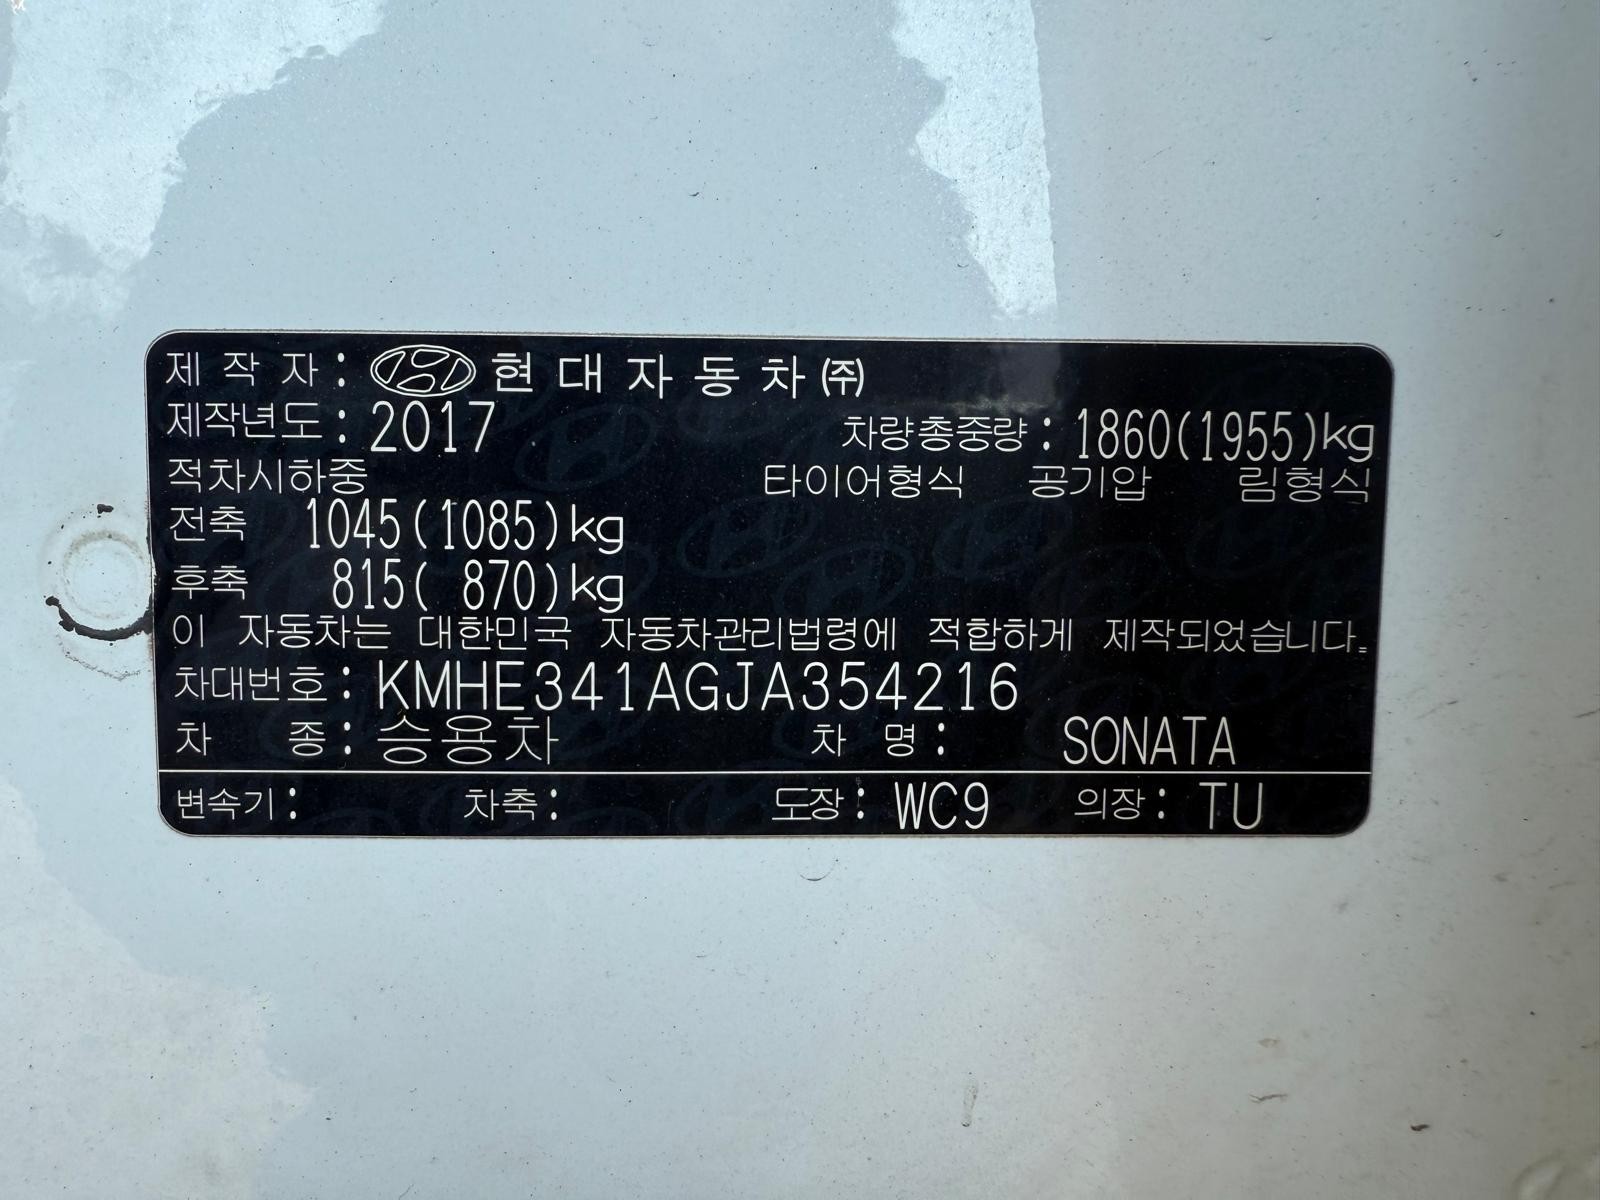 제 작 자 : 현 대 자 동 차 ㈜
제작년도 : 2017 차량총중량 : 1860(1955)kg
적차시하중 타이어형식 공기압 림형식
전축 1045(1085)kg
후축 815( 870)kg
이 자동차는 대한민국 자동차관리법령에 적합하게 제작되었습니다.
차대번호 : KMHE341AGJA354216
차 종 : 승용차 차 명 : SONATA
변속기 : 차축 : 도장 : WC9 의장 : TU